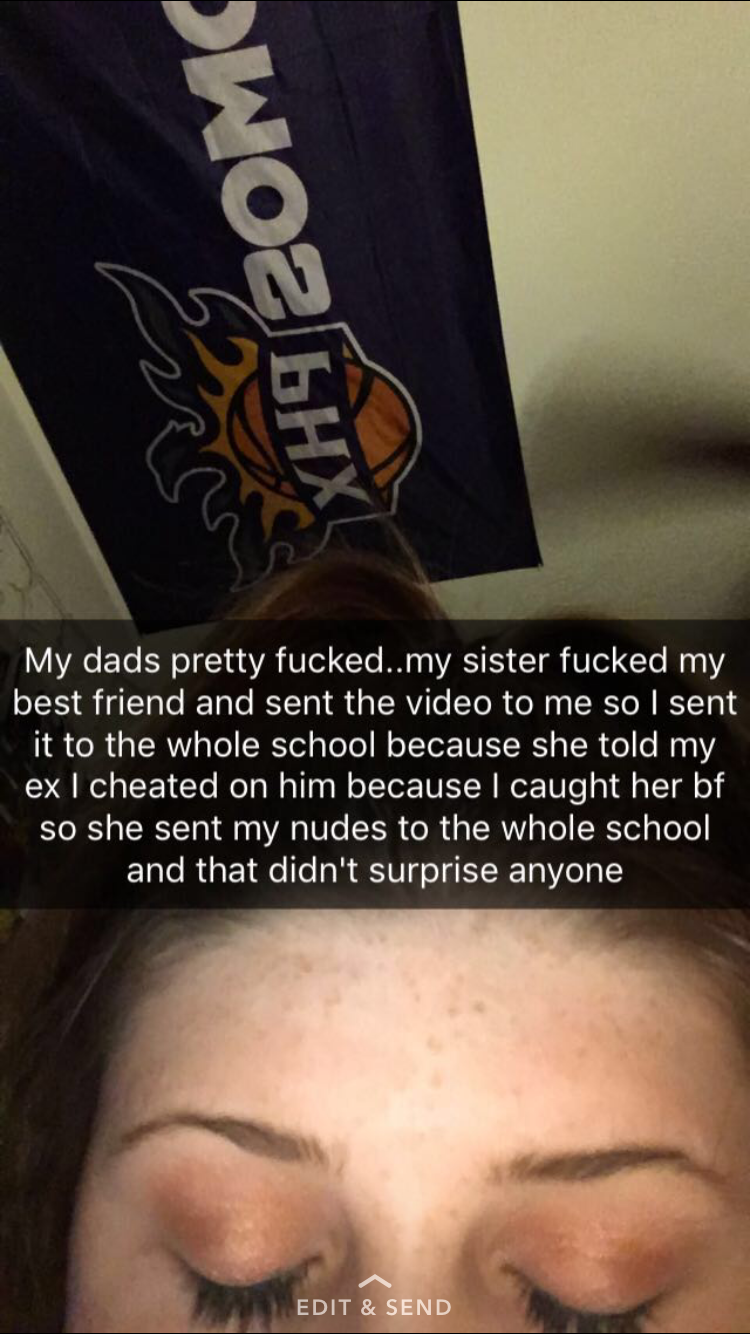 PHX
My dads pretty fucked..my sister fucked my
best friend and sent the video to me so I sent
it to the whole school because she told my
ex I cheated on him because I caught her bf
so she sent my nudes to the whole school
and that didn't surprise anyone
EDIT & SEND